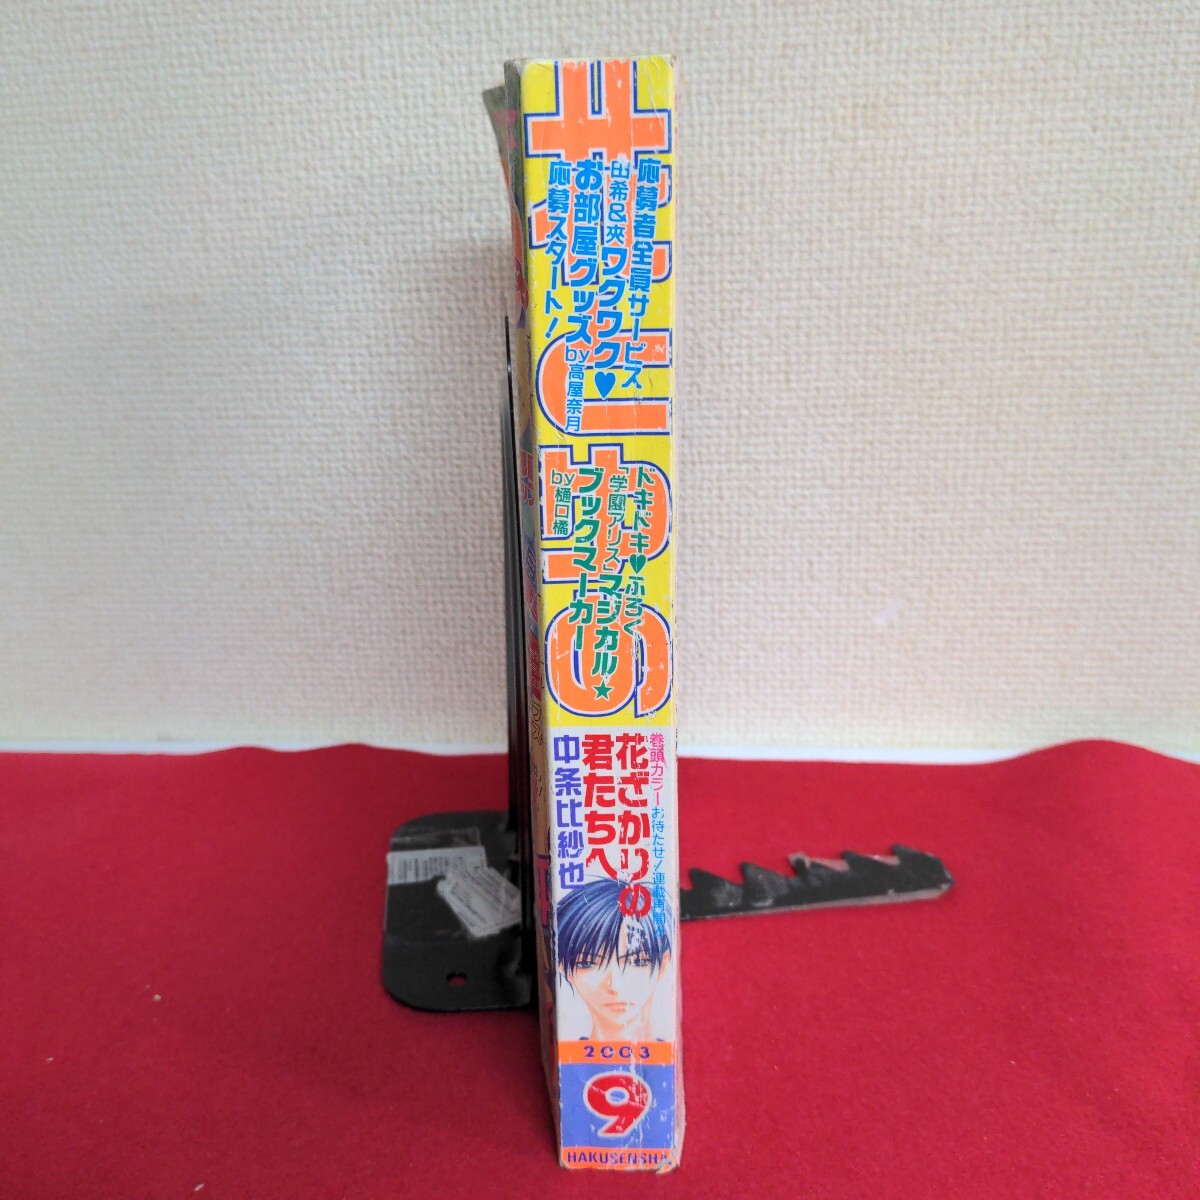 花とゆめ
応募者全員サービス
由希&夾ワクワク♥
お部屋グッズby高屋奈月
応募スタート!
ドキドキ♥ふろく
「学園アリス」マジカル★
ブックマーカー
by樋口橘
巻頭カラーお待たせ!連載再開!
花ざかりの
君たちへ
中条比紗也
2003
9
HAKUSENSHA